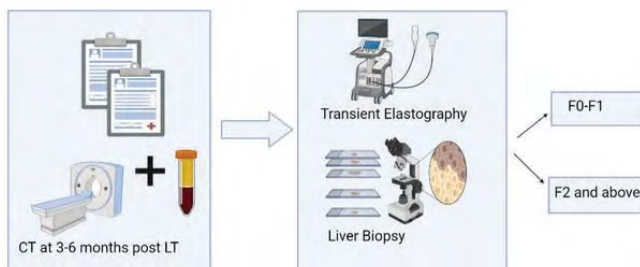 CT at 3-6 months post LT
Transient Elastography
Liver Biopsy
F0-F1
F2 and above